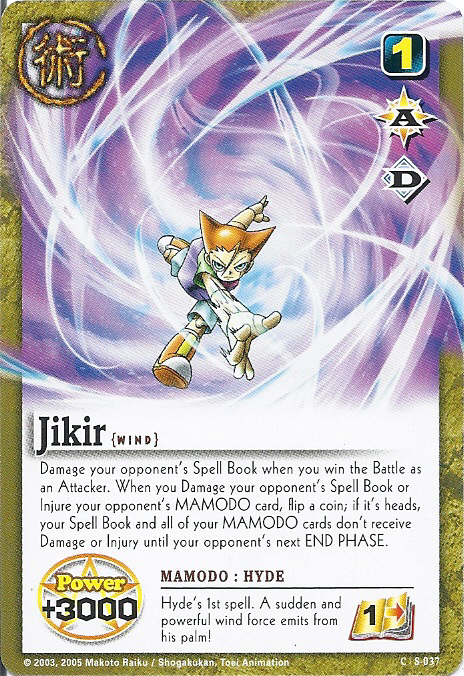 術
1
A
D
Jikir {WIND}
Damage your opponent's Spell Book when you win the Battle as
an Attacker. When you Damage your opponent's Spell Book or
Injure your opponent's MAMODO card, flip a coin; if it's heads,
your Spell Book and all of your MAMODO cards don't receive
Damage or Injury until your opponent's next END PHASE.
Power
+3000
MAMODO : HYDE
Hyde's 1st spell. A sudden and
powerful wind force emits from
his palm!
1
© 2003, 2005 Makoto Raiku / Shogakukan, Toei Animation
C : S-037